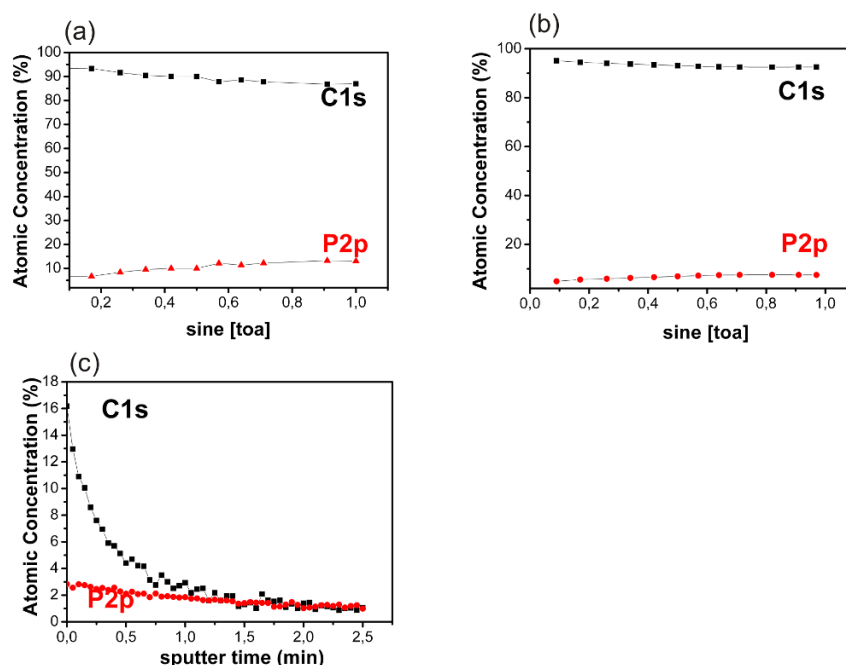 (a)
Atomic Concentration (%)
100
90
80
70
60
50
40
30
20
10
C1s
P2p
0,2 0,4 0,6 0,8 1,0
sine [toa]
(b)
Atomic Concentration (%)
100
80
60
40
20
C1s
P2p
0,0 0,2 0,4 0,6 0,8 1,0
sine [toa]
(c)
Atomic Concentration (%)
18
16
14
12
10
8
6
4
2
0
C1s
P2p
0,0 0,5 1,0 1,5 2,0 2,5
sputter time (min)